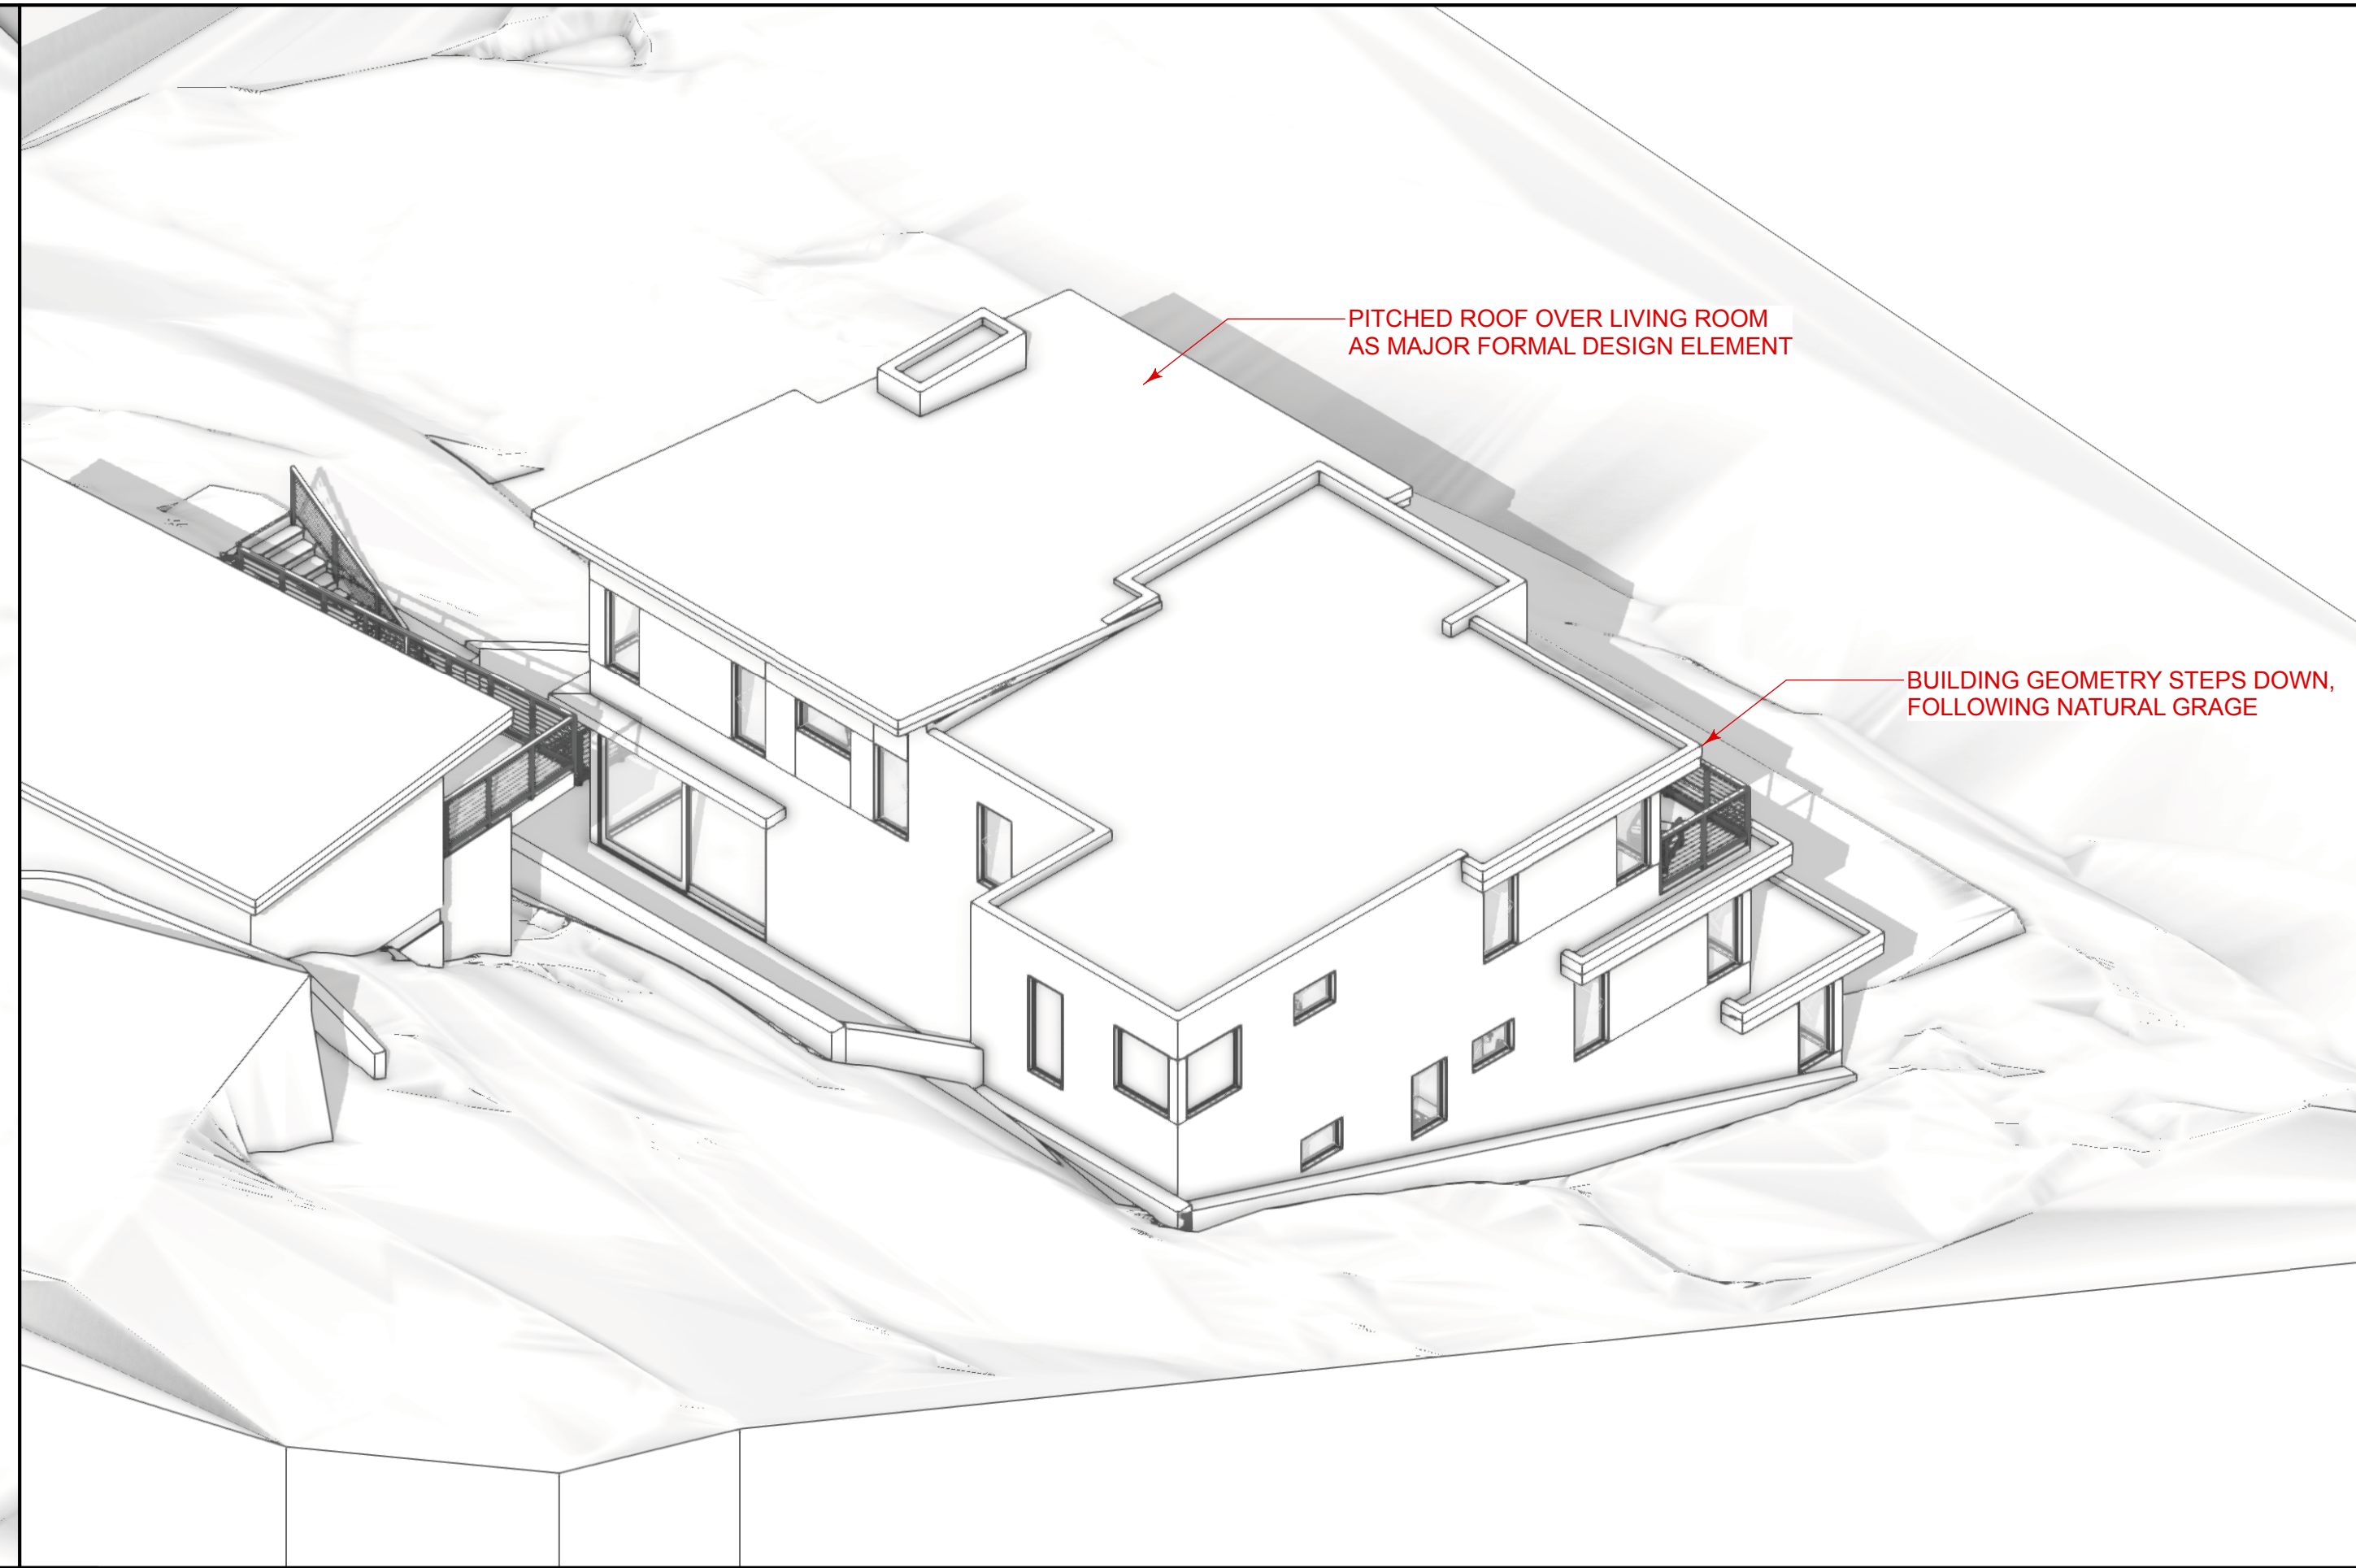 PITCHED ROOF OVER LIVING ROOM
AS MAJOR FORMAL DESIGN ELEMENT
BUILDING GEOMETRY STEPS DOWN,
FOLLOWING NATURAL GRAGE